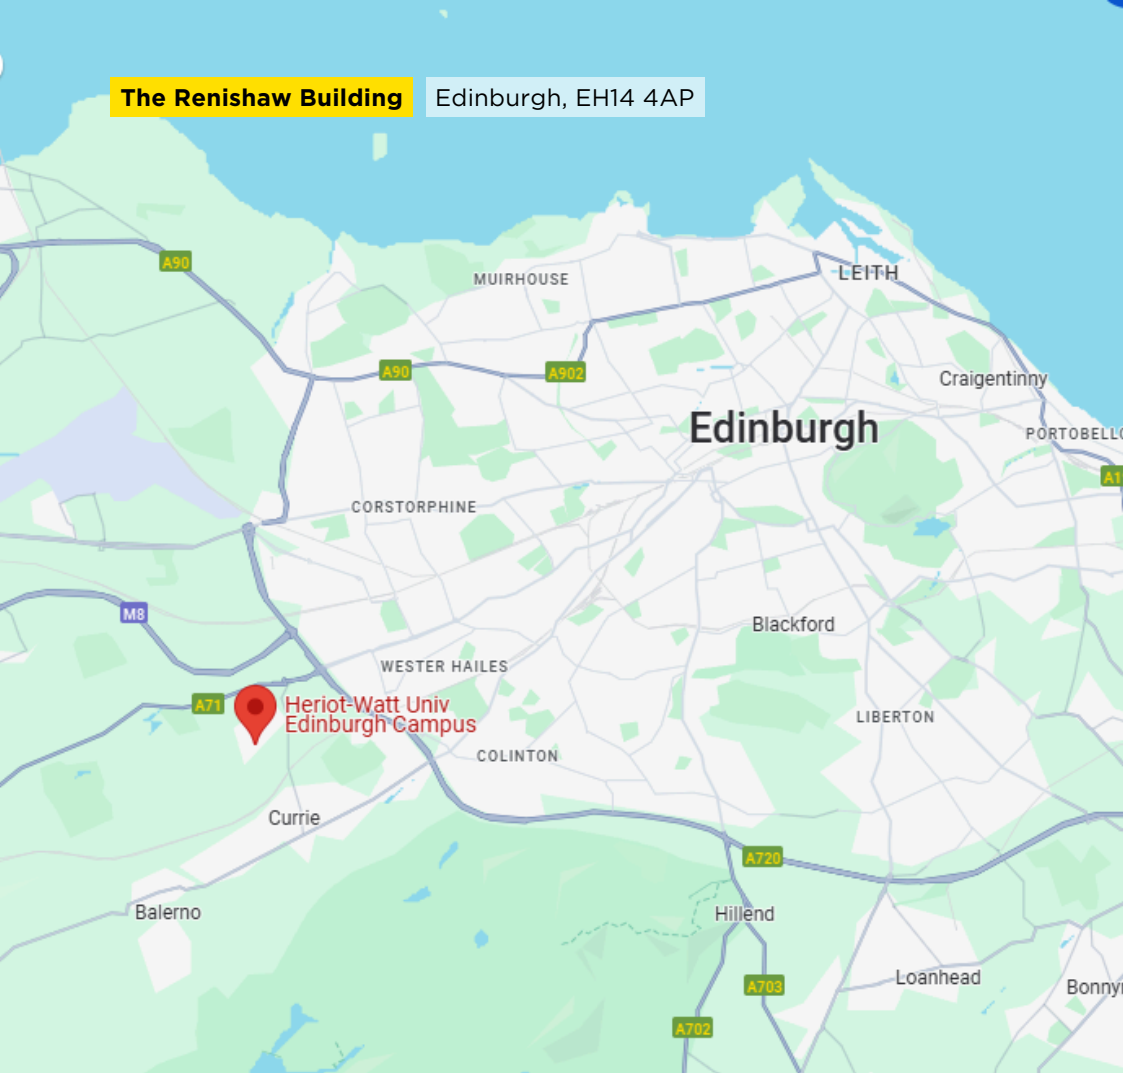 The Renishaw Building
Edinburgh, EH14 4AP
A90
MUIRHOUSE
LEITH
A90
A902
Craigentinny
Edinburgh
PORTOBELLO
A1
CORSTORPHINE
M8
Blackford
WESTER HAILES
A71
Heriot-Watt Univ
Edinburgh Campus
LIBERTON
COLINTON
Currie
A720
Balerno
Hillend
Loanhead
A703
Bonnyr
A702